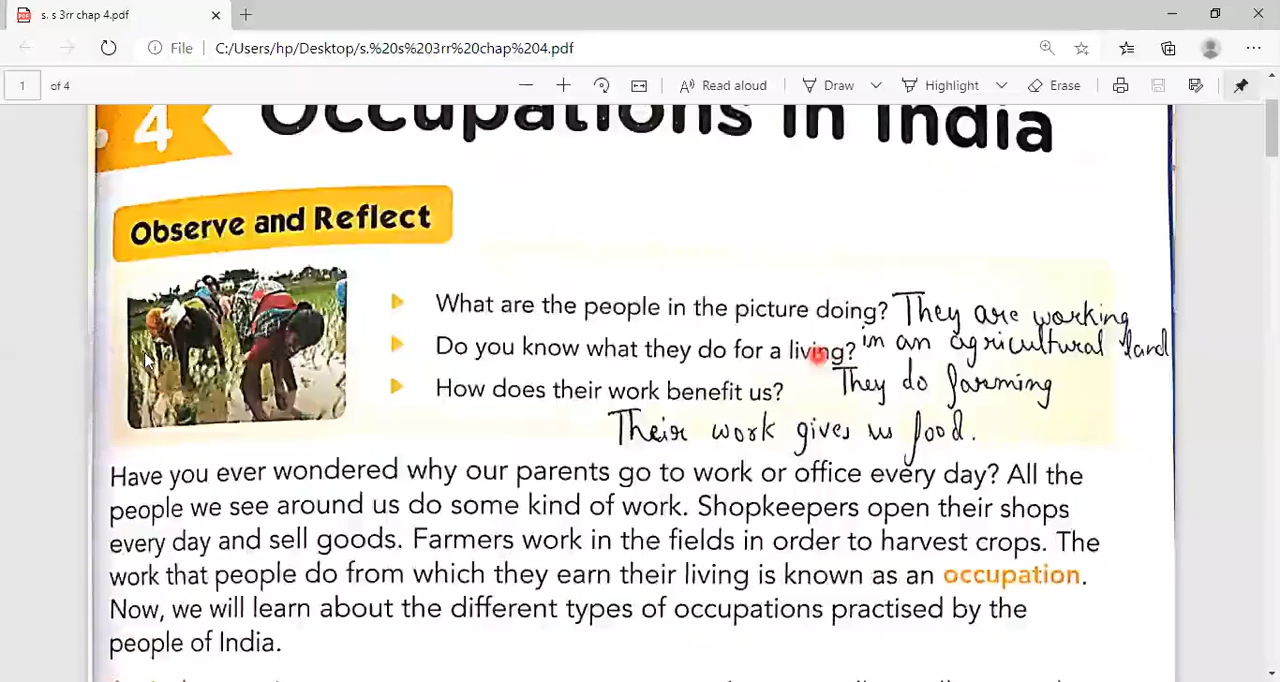 s. s 3rr chap 4.pdf
File C:/Users/hp/Desktop/s.%20s%203rr%20chap%204.pdf
1 of 4 Read aloud Draw Highlight Erase
4 Occupations in India
Observe and Reflect
What are the people in the picture doing? They are working
in an agricultural land
Do you know what they do for a living?
They do farming
How does their work benefit us?
Their work gives us food.
Have you ever wondered why our parents go to work or office every day? All the
people we see around us do some kind of work. Shopkeepers open their shops
every day and sell goods. Farmers work in the fields in order to harvest crops. The
work that people do from which they earn their living is known as an occupation.
Now, we will learn about the different types of occupations practised by the
people of India.